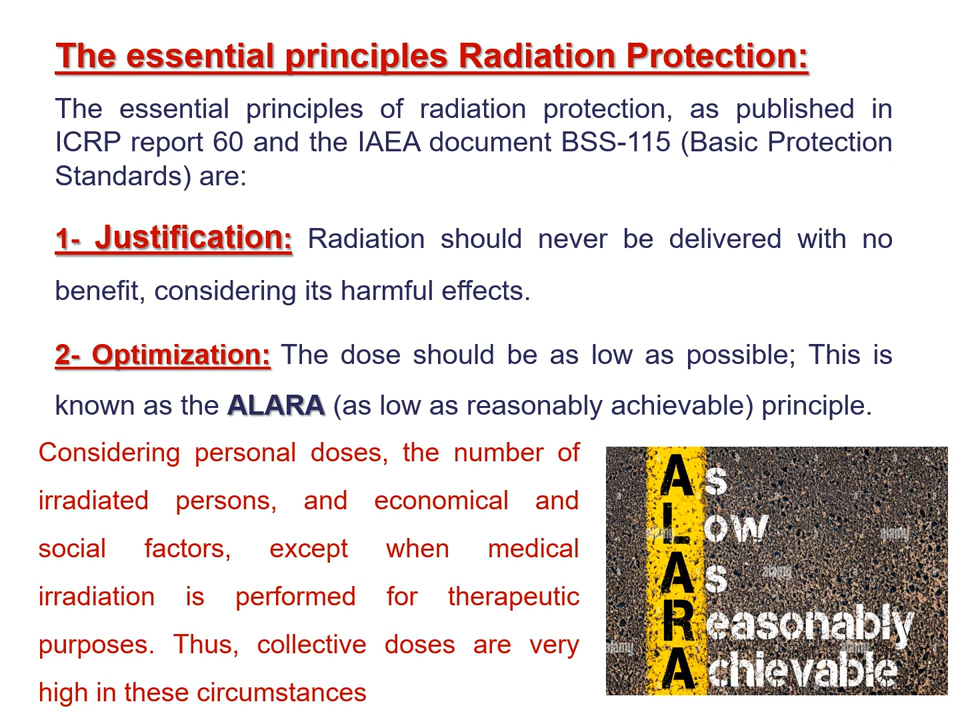 The essential principles Radiation Protection:
The essential principles of radiation protection, as published in
ICRP report 60 and the IAEA document BSS-115 (Basic Protection
Standards) are:
1- Justification: Radiation should never be delivered with no
benefit, considering its harmful effects.
2- Optimization: The dose should be as low as possible; This is
known as the ALARA (as low as reasonably achievable) principle.
Considering personal doses, the number of
irradiated persons, and economical and
social factors, except when medical
irradiation is performed for therapeutic
purposes. Thus, collective doses are very
high in these circumstances
As
Low
As
Reasonably
Achievable
alamy
alamy
alamy
alamy
alamy